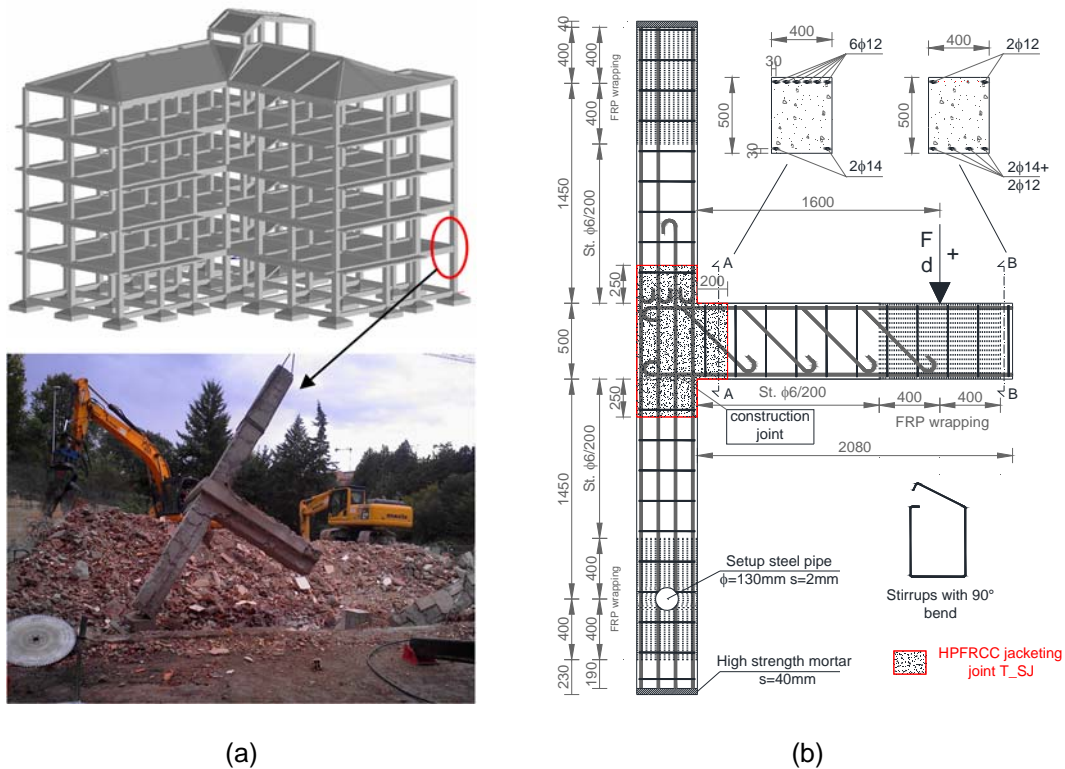 40
400
400
FRP wrapping
400
1450
St. ϕ6/200
250
500
250
1450
St. ϕ6/200
400
FRP wrapping
400
400
230
190
400
6ϕ12
30
500
30
2ϕ14
400
2ϕ12
500
2ϕ14+
2ϕ12
1600
F
d
+
A
200
B
A
B
St. ϕ6/200
400
400
FRP wrapping
construction
joint
2080
Setup steel pipe
ϕ=130mm s=2mm
High strength mortar
s=40mm
Stirrups with 90°
bend
HPFRCC jacketing
joint T_SJ
(a)
(b)